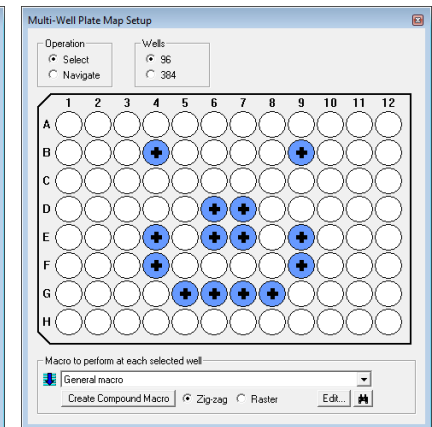 Multi-Well Plate Map Setup
Operation
Wells
Select
96
Navigate
384
1 2 3 4 5 6 7 8 9 10 11 12
A
B
C
D
E
F
G
H
Macro to perform at each selected well
General macro
Create Compound Macro Zig-zag Raster Edit...